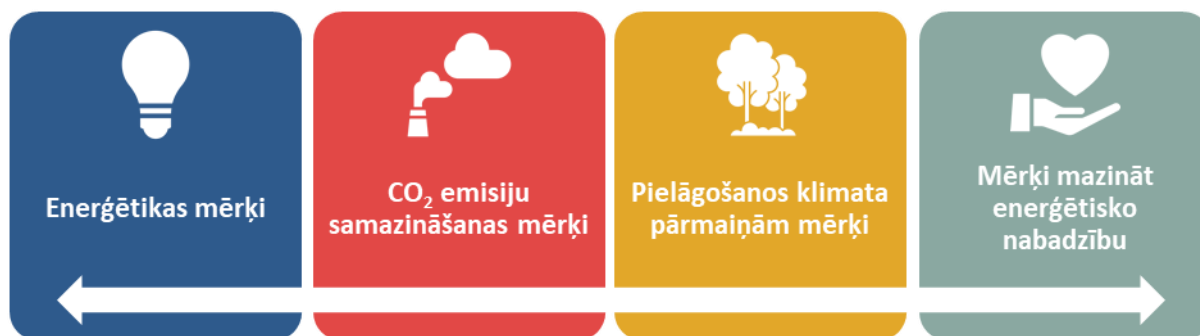 Enerģētikas mērķi
CO₂ emisiju
samazināšanas mērķi
Pielāgošanos klimata
pārmaiņām mērķi
Mērķi mazināt
enerģētisko
nabadzību